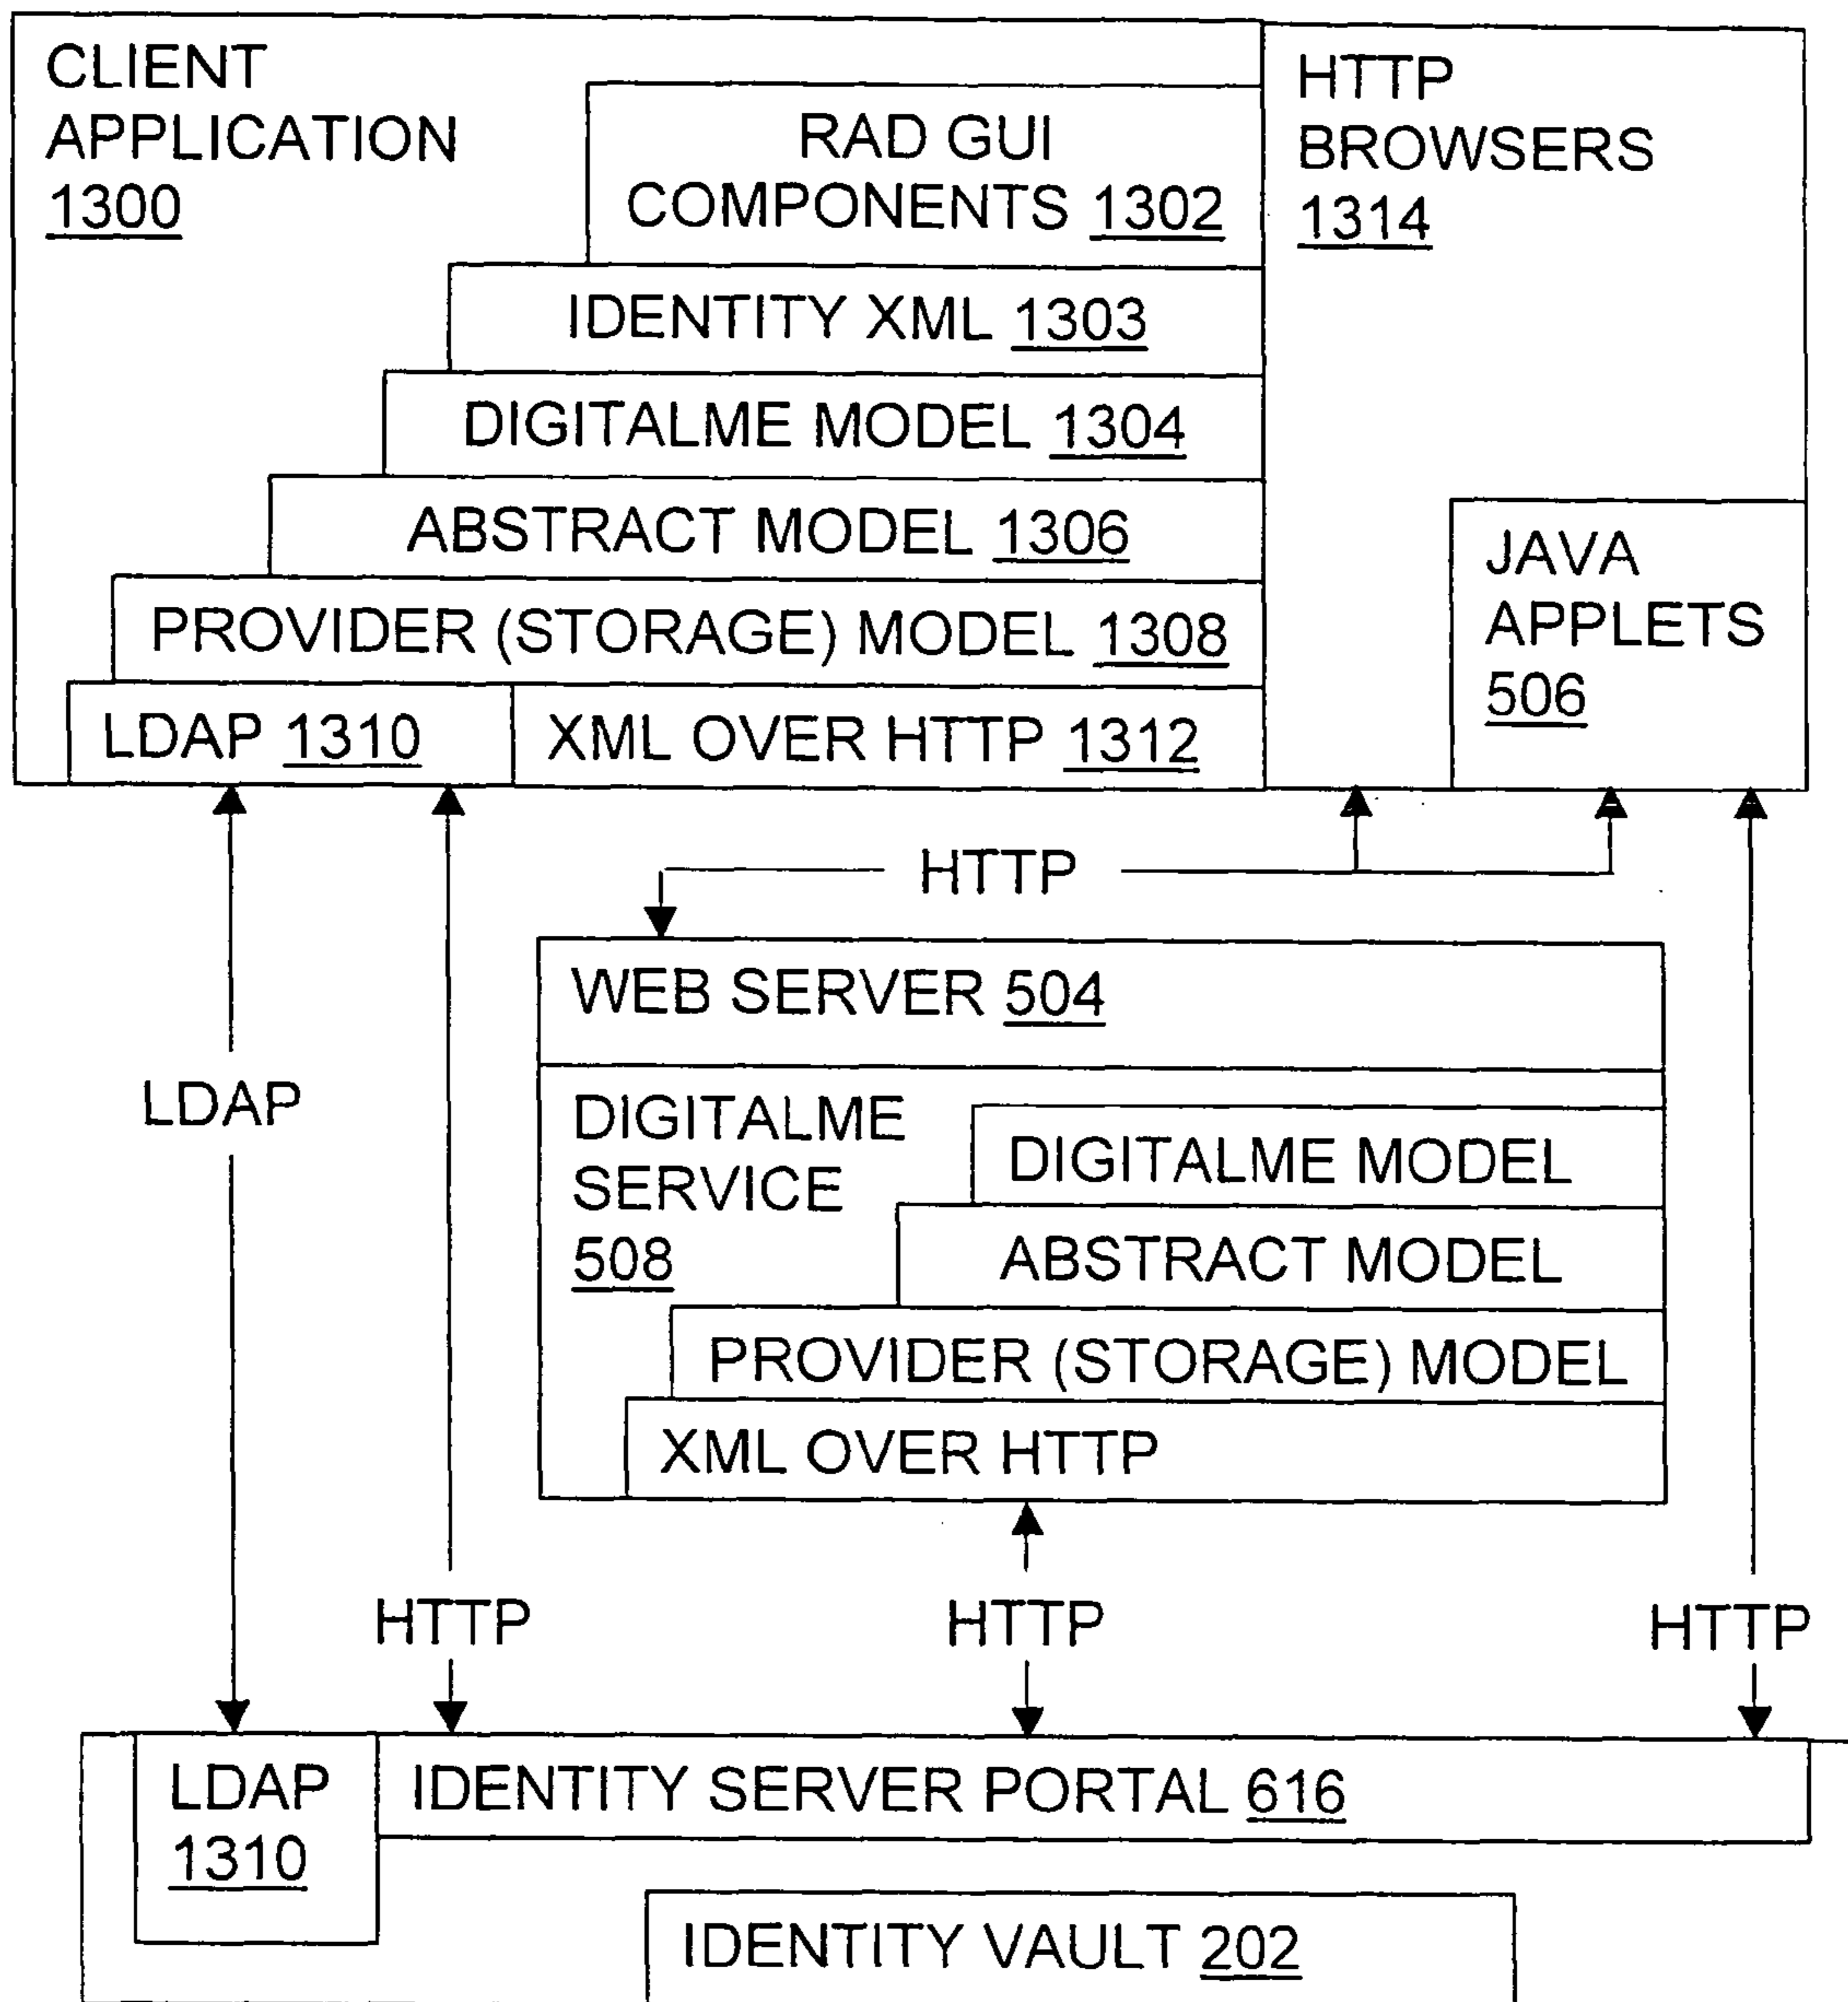 CLIENT
APPLICATION
1300
RAD GUI
COMPONENTS 1302
IDENTITY XML 1303
DIGITALME MODEL 1304
ABSTRACT MODEL 1306
PROVIDER (STORAGE) MODEL 1308
LDAP 1310
XML OVER HTTP 1312
HTTP
BROWSERS
1314
JAVA
APPLETS
506
HTTP
LDAP
WEB SERVER 504
DIGITALME
SERVICE
508
DIGITALME MODEL
ABSTRACT MODEL
PROVIDER (STORAGE) MODEL
XML OVER HTTP
HTTP
HTTP
HTTP
LDAP
1310
IDENTITY SERVER PORTAL 616
IDENTITY VAULT 202